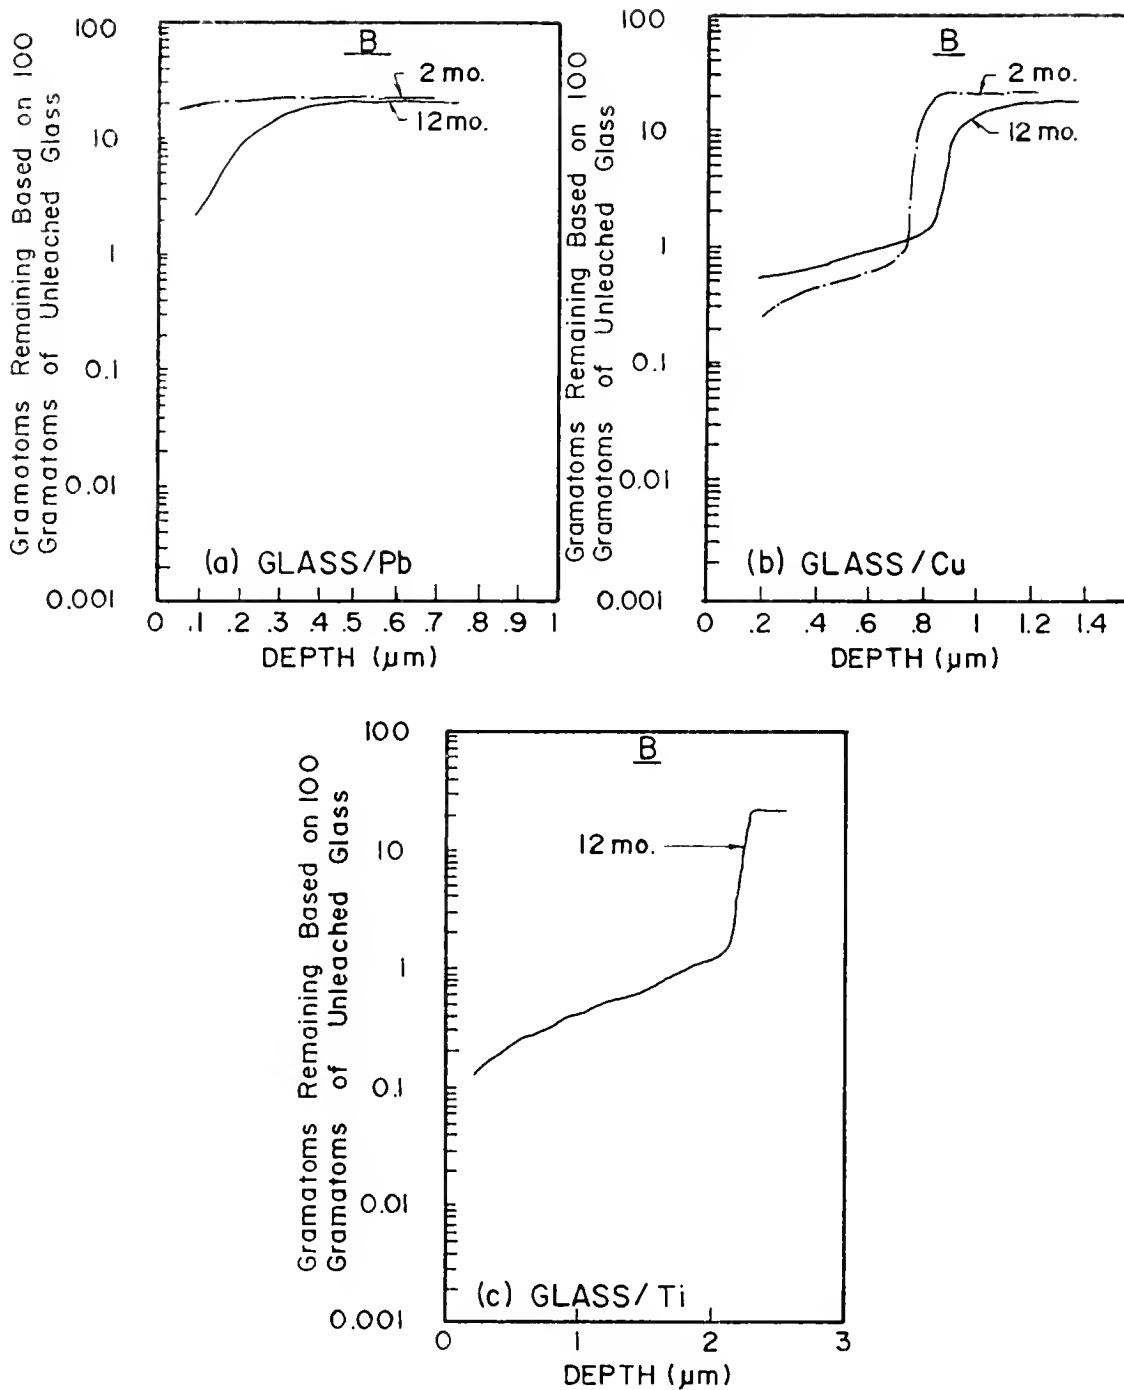 Gramatoms Remaining Based on 100
Gramatoms of Unleached Glass
100
10
1
0.1
0.01
0.001
B
2 mo.
12 mo.
(a) GLASS/Pb
0 .1 .2 .3 .4 .5 .6 .7 .8 .9 1
DEPTH (μm)
Gramatoms Remaining Based on 100
Gramatoms of Unleached Glass
100
10
1
0.1
0.01
0.001
B
2 mo.
12 mo.
(b) GLASS/Cu
0 .2 .4 .6 .8 1 1.2 1.4
DEPTH (μm)
Gramatoms Remaining Based on 100
Gramatoms of Unleached Glass
100
10
1
0.1
0.01
0.001
B
12 mo.
(c) GLASS/Ti
0 1 2 3
DEPTH (μm)